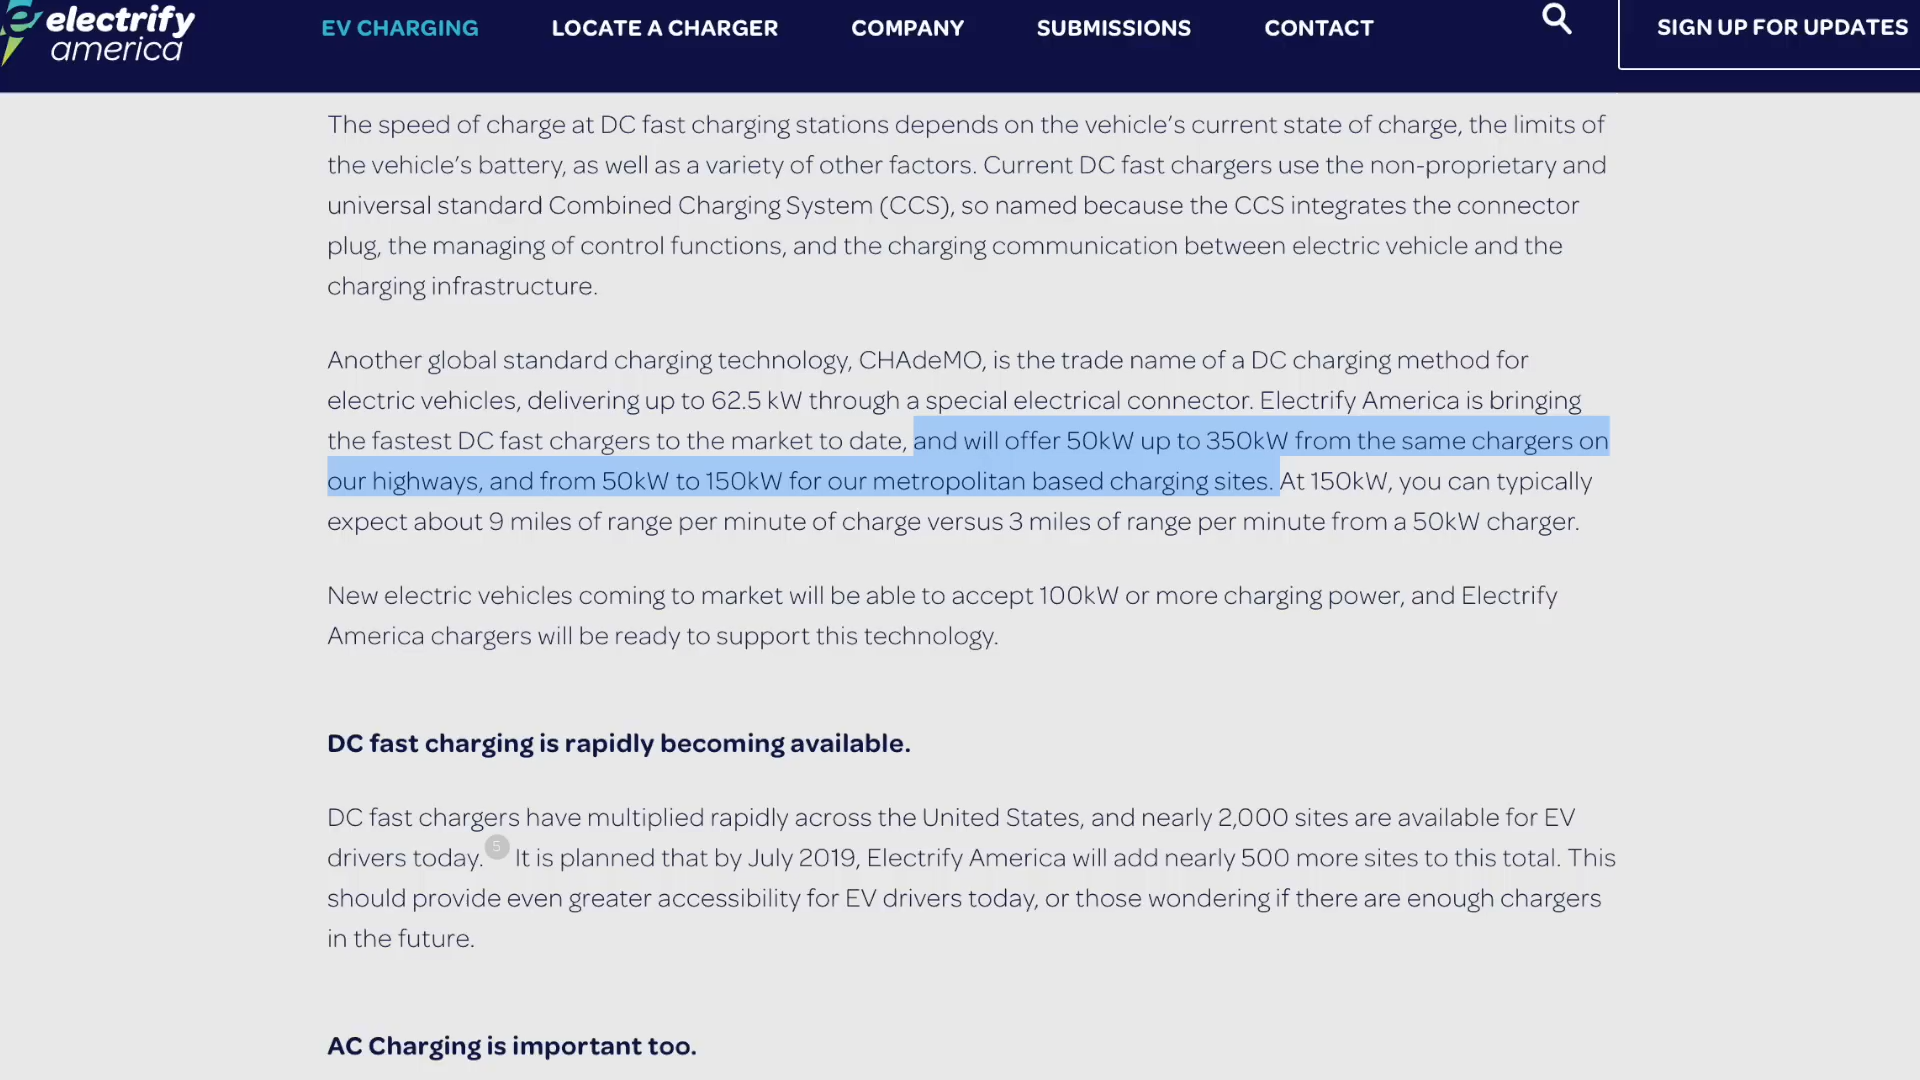 electrify
america
EV CHARGING
LOCATE A CHARGER
COMPANY
SUBMISSIONS
CONTACT
SIGN UP FOR UPDATES
The speed of charge at DC fast charging stations depends on the vehicle’s current state of charge, the limits of
the vehicle’s battery, as well as a variety of other factors. Current DC fast chargers use the non-proprietary and
universal standard Combined Charging System (CCS), so named because the CCS integrates the connector
plug, the managing of control functions, and the charging communication between electric vehicle and the
charging infrastructure.
Another global standard charging technology, CHAdeMO, is the trade name of a DC charging method for
electric vehicles, delivering up to 62.5 kW through a special electrical connector. Electrify America is bringing
the fastest DC fast chargers to the market to date, and will offer 50kW up to 350kW from the same chargers on
our highways, and from 50kW to 150kW for our metropolitan based charging sites. At 150kW, you can typically
expect about 9 miles of range per minute of charge versus 3 miles of range per minute from a 50kW charger.
New electric vehicles coming to market will be able to accept 100kW or more charging power, and Electrify
America chargers will be ready to support this technology.
DC fast charging is rapidly becoming available.
DC fast chargers have multiplied rapidly across the United States, and nearly 2,000 sites are available for EV
drivers today. 5 It is planned that by July 2019, Electrify America will add nearly 500 more sites to this total. This
should provide even greater accessibility for EV drivers today, or those wondering if there are enough chargers
in the future.
AC Charging is important too.